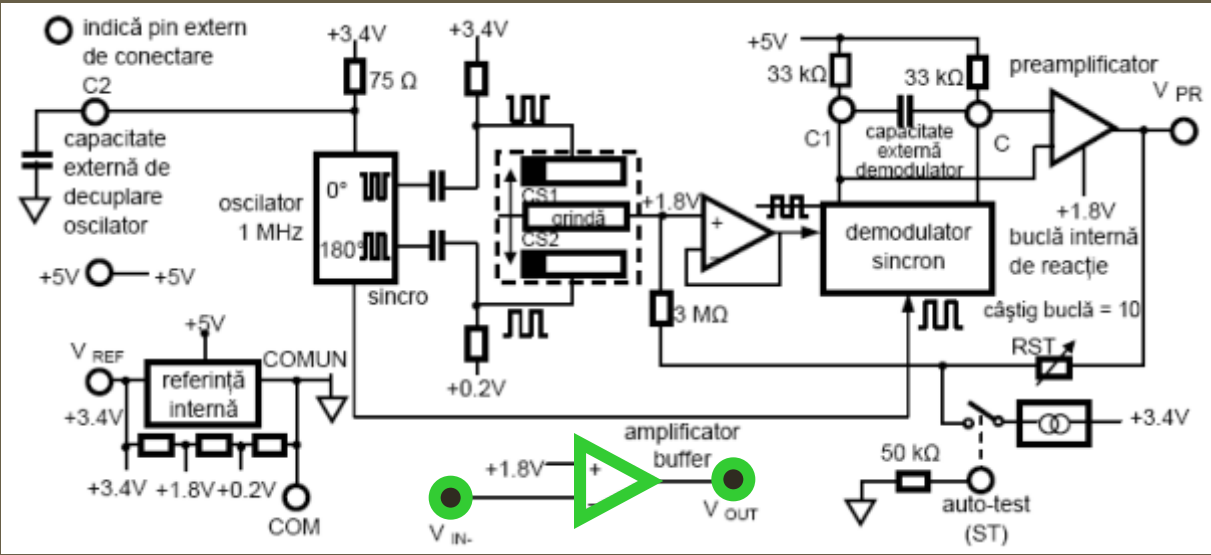 indică pin extern
de conectare
C2
capacitate
externă de
decuplare
oscilator
+5V
+5V
+3.4V
75 Ω
+3.4V
oscilator
1 MHz
0°
180°
sincro
CS1
grindă
CS2
+0.2V
+1.8V
+
–
3 MΩ
+5V
33 kΩ
33 kΩ
C1
capacitate
externă
demodulator
C
preamplificator
V PR
+1.8V
buclă internă
de reacție
câștig buclă = 10
demodulator
sincron
RST
+3.4V
50 kΩ
auto-test
(ST)
+5V
V REF
COMUN
referință
internă
+3.4V
+3.4V
+1.8V
+0.2V
COM
amplificator
buffer
+1.8V
+
–
V IN-
V OUT